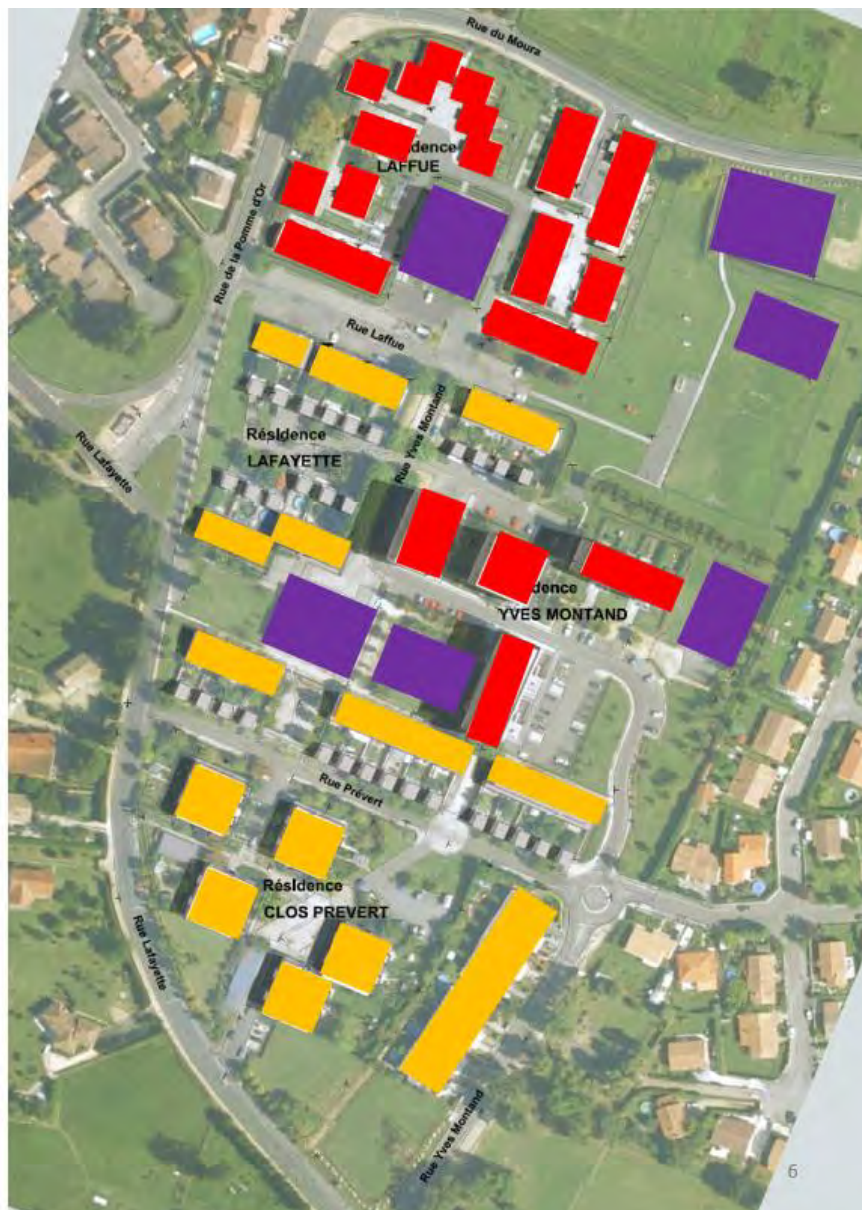 Rue du Moura
dence
LAFFUE
Rue de la Pomme d'Or
Rue Laffue
Rue Yves Montand
Résidence
LAFAYETTE
Rue Lafayette
dence
YVES MONTAND
Rue Prévert
Résidence
CLOS PREVERT
Rue Lafayette
Rue Yves Montand
6